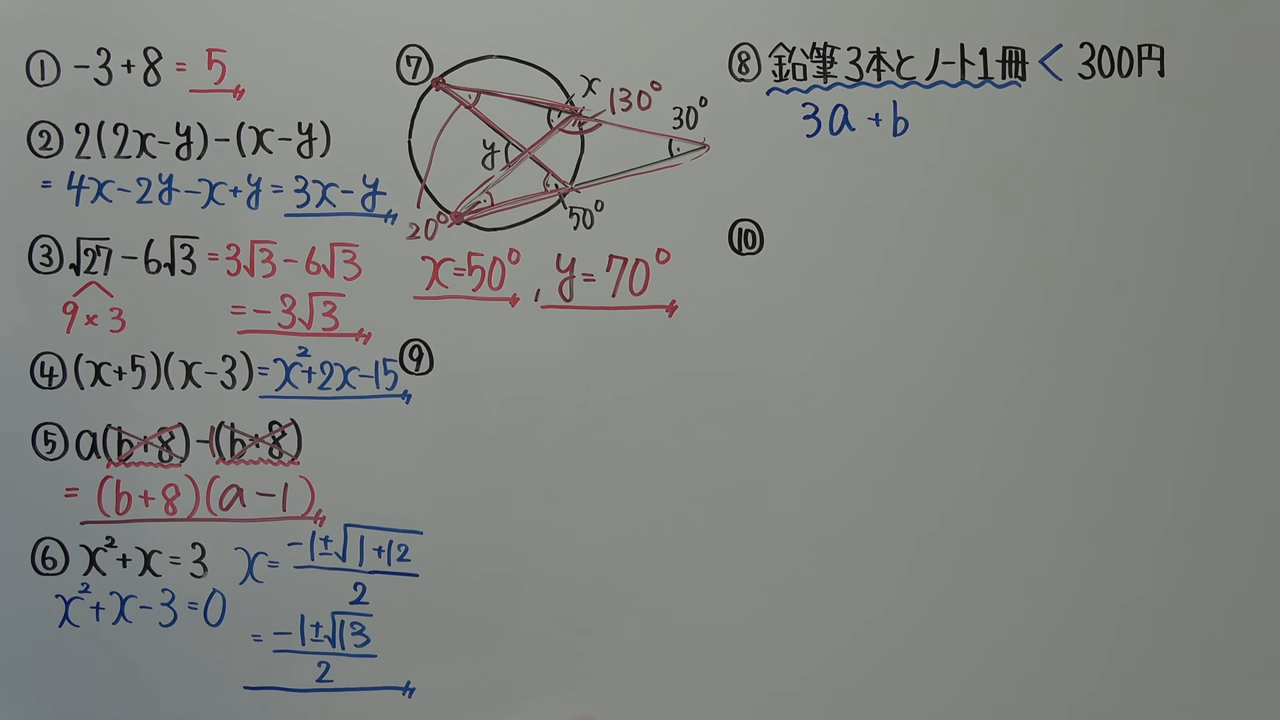 ① -3+8 = 5
② 2(2x-y)-(x-y)
= 4x-2y-x+y = 3x-y
③ √27 - 6√3 = 3√3 - 6√3
9×3
= -3√3
④ (x+5)(x-3) = x²+2x-15
⑤ a(b+8)-1(b+8)
= (b+8)(a-1)
⑥ x²+x=3
x²+x-3=0
x= (-1±√1+12)/2
= (-1±√13)/2
⑦
x
130°
30°
y
20°
50°
x=50°, y=70°
⑧ 鉛筆3本とノート1冊 < 300円
3a+b
⑨
⑩